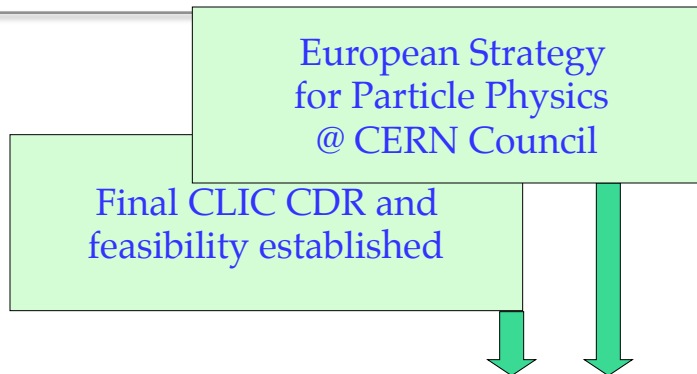 European Strategy
for Particle Physics
@ CERN Council
Final CLIC CDR and
feasibility established